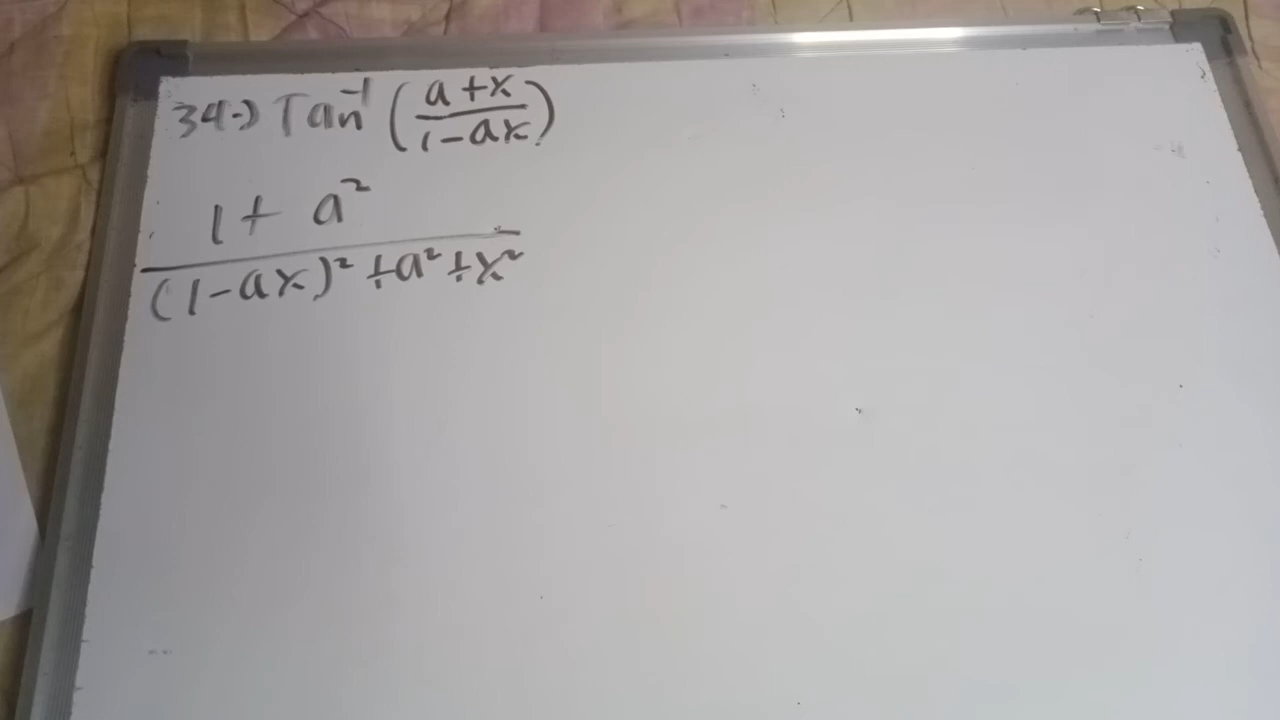 34.) Tan⁻¹ (a+x / 1-ax)
1 + a² / (1-ax)² + a² + x²